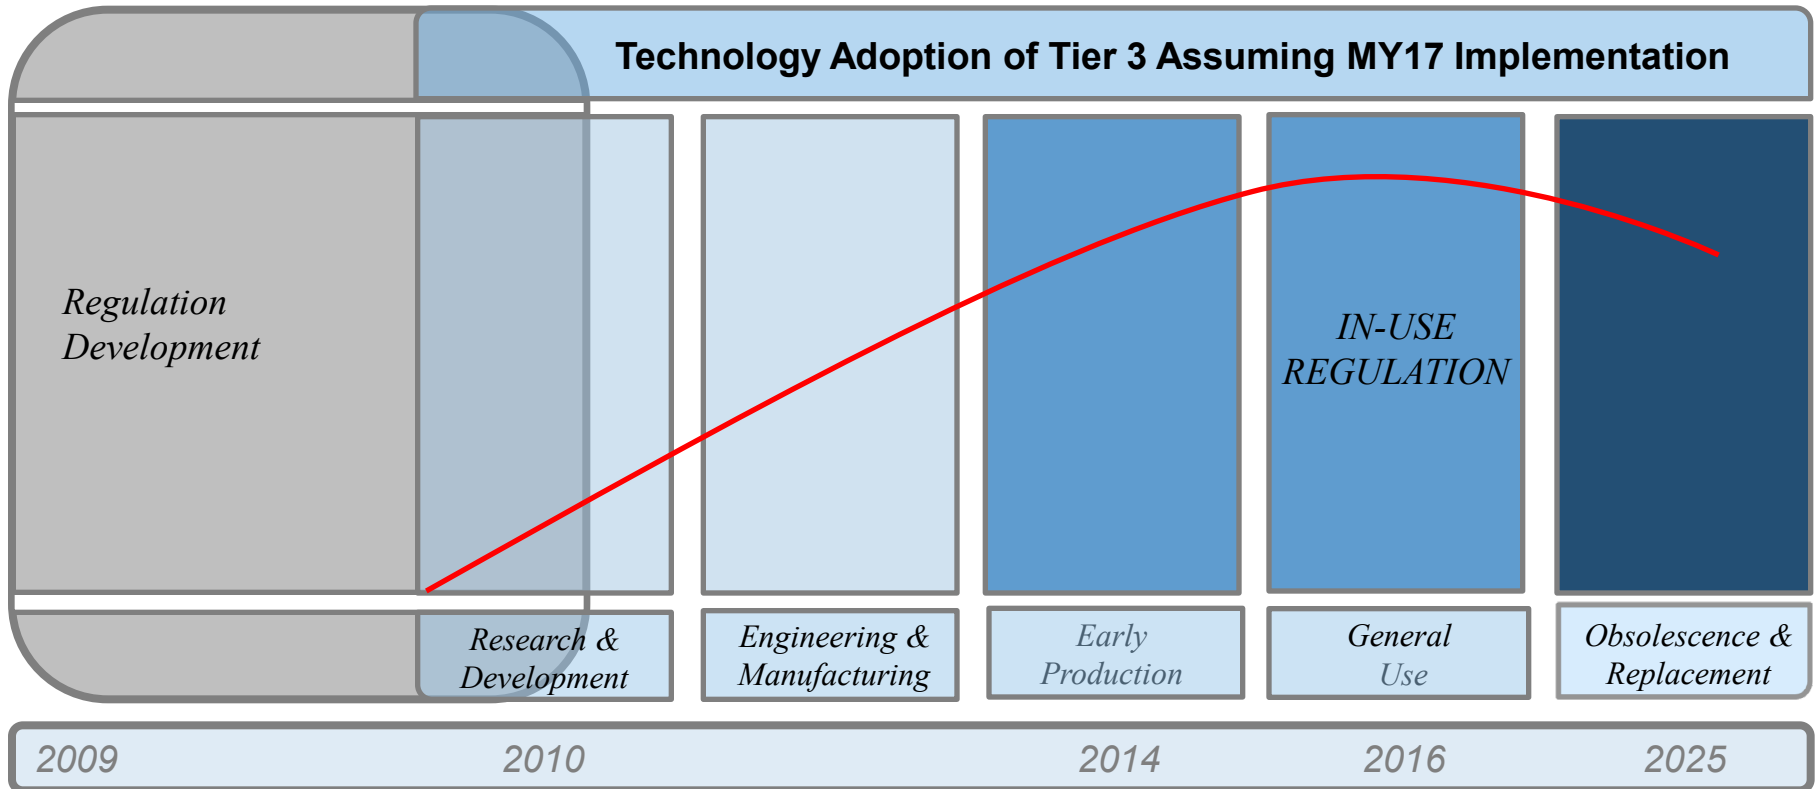 Technology Adoption of Tier 3 Assuming MY17 Implementation
Regulation
Development
IN-USE
REGULATION
Research &
Development
Engineering &
Manufacturing
Early
Production
General
Use
Obsolescence &
Replacement
2009
2010
2014
2016
2025